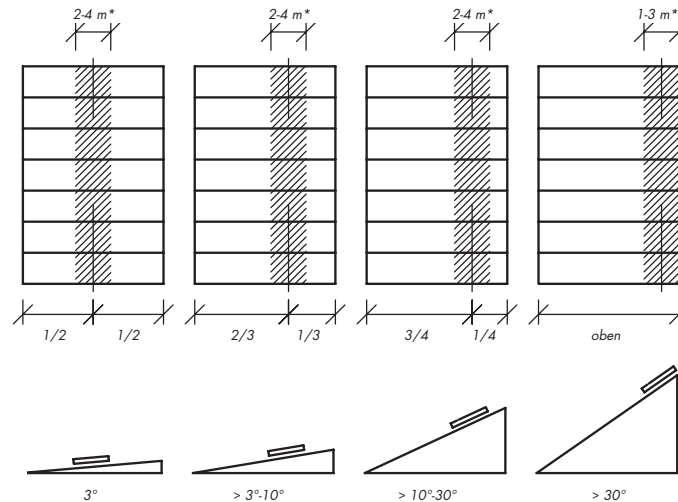 2-4 m* 2-4 m* 2-4 m* 1-3 m*
1/2 1/2 2/3 1/3 3/4 1/4 oben
3° > 3°-10° > 10°-30° > 30°